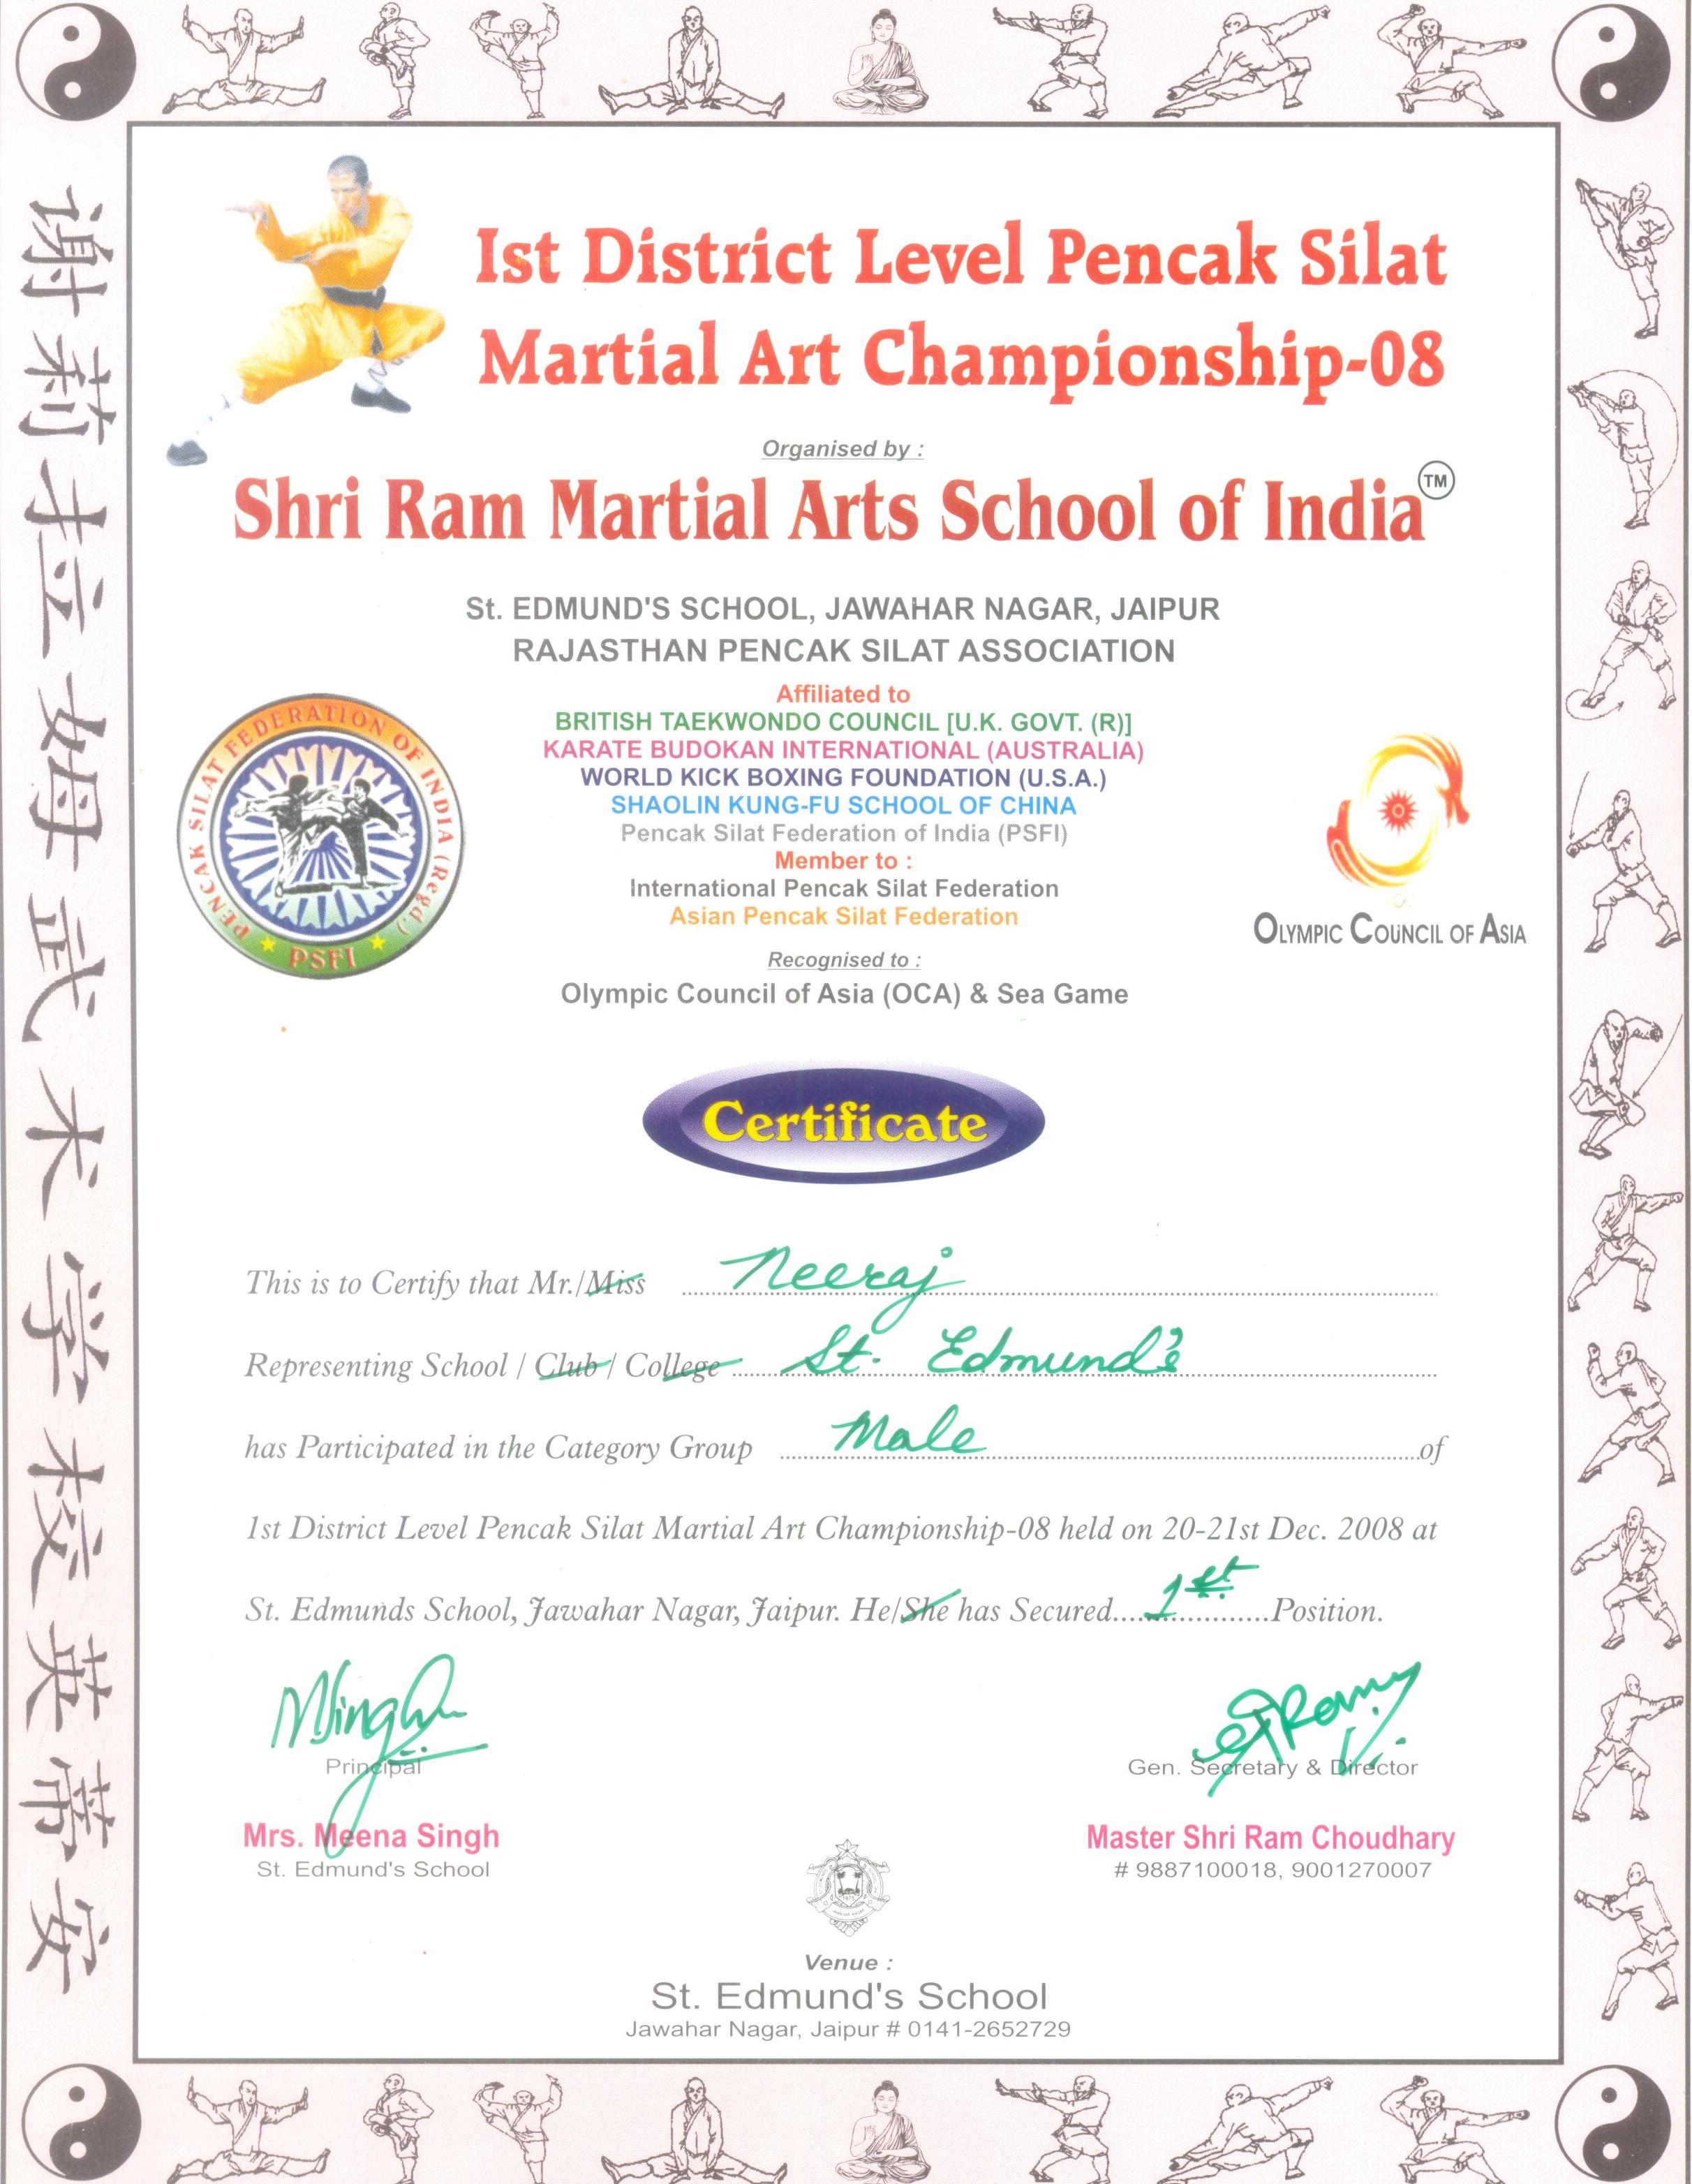 谢莉拉姆武术学校英蒂安
Ist District Level Pencak Silat
Martial Art Championship-08
Organised by :
Shri Ram Martial Arts School of India TM
St. EDMUND'S SCHOOL, JAWAHAR NAGAR, JAIPUR
RAJASTHAN PENCAK SILAT ASSOCIATION
Affiliated to
BRITISH TAEKWONDO COUNCIL [U.K. GOVT. (R)]
KARATE BUDOKAN INTERNATIONAL (AUSTRALIA)
WORLD KICK BOXING FOUNDATION (U.S.A.)
SHAOLIN KUNG-FU SCHOOL OF CHINA
Pencak Silat Federation of India (PSFI)
Member to :
International Pencak Silat Federation
Asian Pencak Silat Federation
PENCAK SILAT FEDERATION OF INDIA (Regd.)
PSFI
OLYMPIC COUNCIL OF ASIA
Recognised to :
Olympic Council of Asia (OCA) & Sea Game
Certificate
This is to Certify that Mr./Miss Neeraj
Representing School / Club / College St. Edmund's
has Participated in the Category Group Male of
1st District Level Pencak Silat Martial Art Championship-08 held on 20-21st Dec. 2008 at
St. Edmunds School, Jawahar Nagar, Jaipur. He/She has Secured 1st Position.
MSingh
Principal
Mrs. Meena Singh
St. Edmund's School
Gen. Secretary & Director
Master Shri Ram Choudhary
# 9887100018, 9001270007
Venue :
St. Edmund's School
Jawahar Nagar, Jaipur # 0141-2652729